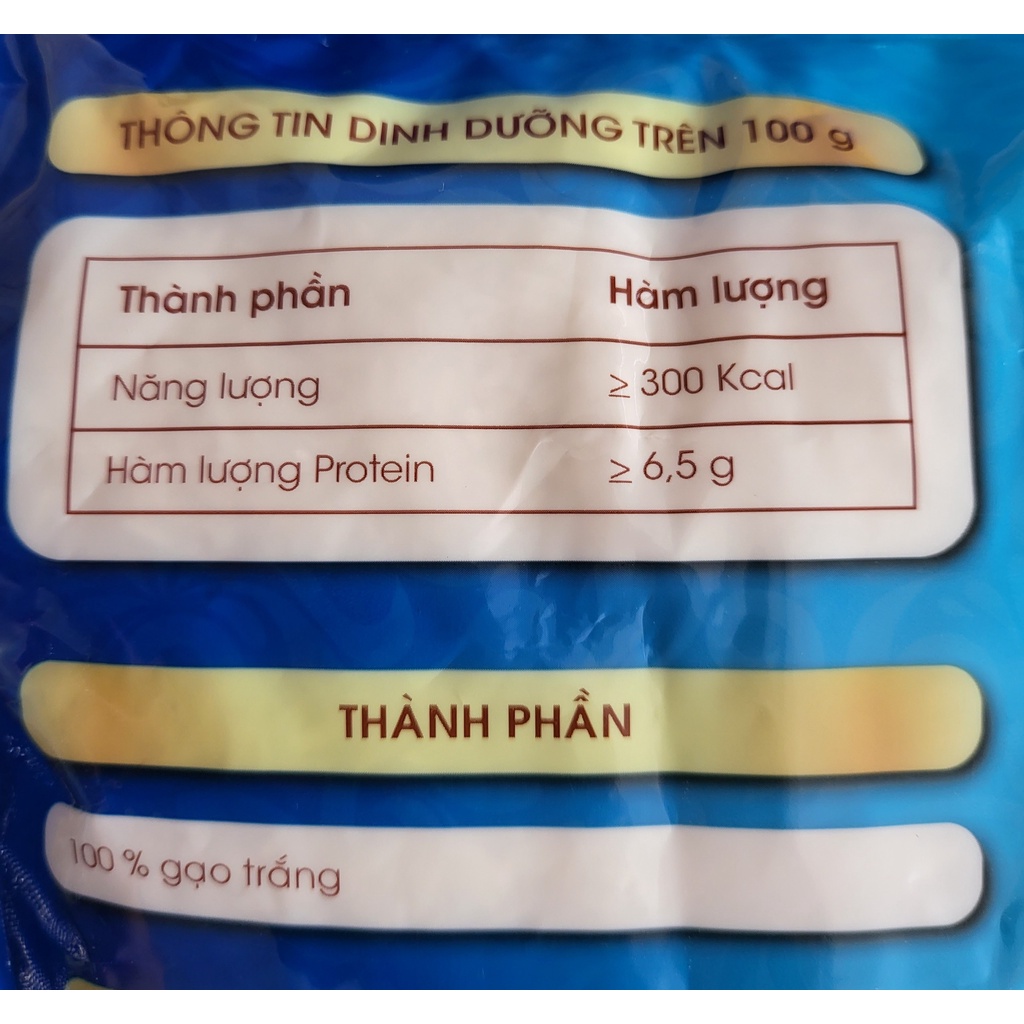 THÔNG TIN DINH DƯỠNG TRÊN 100 g
Thành phần Hàm lượng
Năng lượng ≥ 300 Kcal
Hàm lượng Protein ≥ 6,5 g
THÀNH PHẦN
100 % gạo trắng